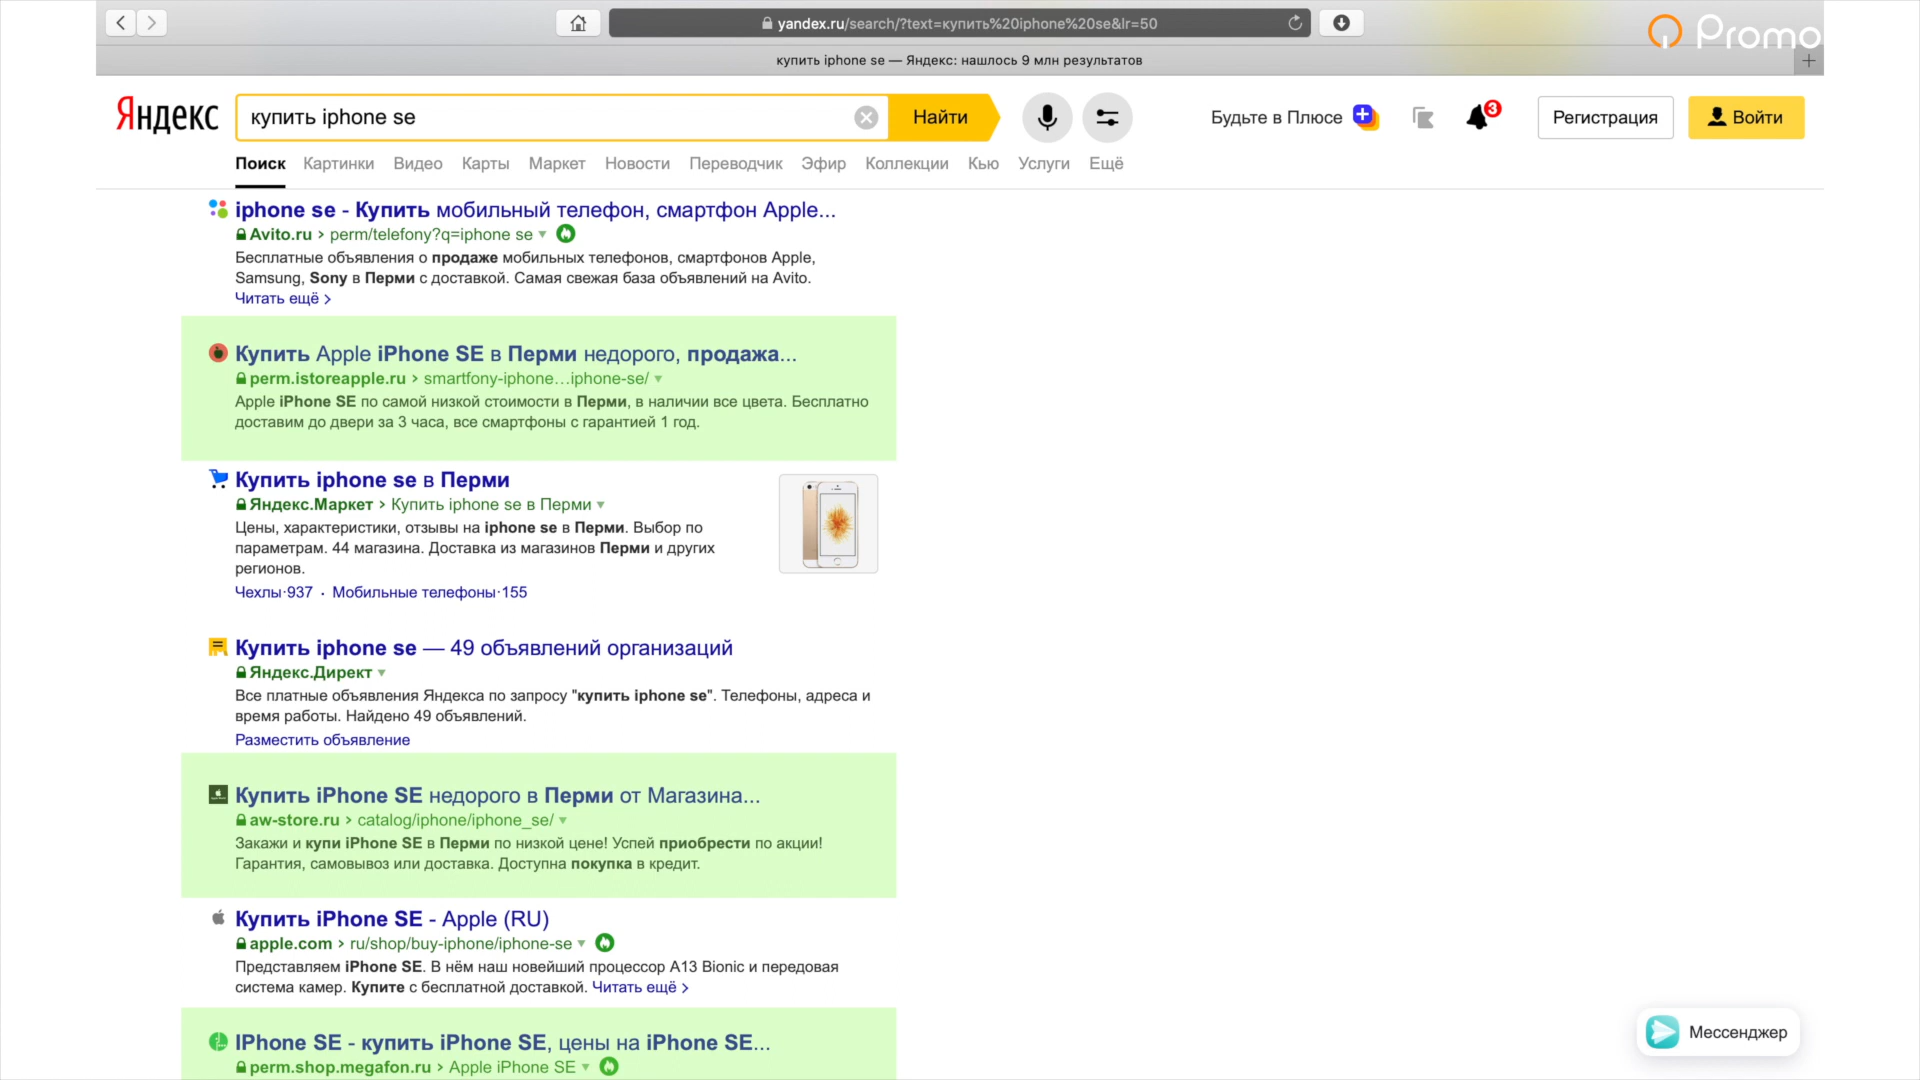 yandex.ru/search/?text=купить%20iphone%20se&lr=50
Promo
купить iphone se — Яндекс: нашлось 9 млн результатов
Яндекс
купить iphone se
Найти
Будьте в Плюсе
3
Регистрация
Войти
Поиск Картинки Видео Карты Маркет Новости Переводчик Эфир Коллекции Кью Услуги Ещё
iphone se - Купить мобильный телефон, смартфон Apple...
Avito.ru › perm/telefony?q=iphone se
Бесплатные объявления о продаже мобильных телефонов, смартфонов Apple,
Samsung, Sony в Перми с доставкой. Самая свежая база объявлений на Avito.
Читать ещё >
Купить Apple iPhone SE в Перми недорого, продажа...
perm.istoreapple.ru › smartfony-iphone…iphone-se/
Apple iPhone SE по самой низкой стоимости в Перми, в наличии все цвета. Бесплатно
доставим до двери за 3 часа, все смартфоны с гарантией 1 год.
Купить iphone se в Перми
Яндекс.Маркет › Купить iphone se в Перми
Цены, характеристики, отзывы на iphone se в Перми. Выбор по
параметрам. 44 магазина. Доставка из магазинов Перми и других
регионов.
Чехлы·937 · Мобильные телефоны·155
Купить iphone se — 49 объявлений организаций
Яндекс.Директ
Все платные объявления Яндекса по запросу "купить iphone se". Телефоны, адреса и
время работы. Найдено 49 объявлений.
Разместить объявление
Купить iPhone SE недорого в Перми от Магазина...
aw-store.ru › catalog/iphone/iphone_se/
Закажи и купи iPhone SE в Перми по низкой цене! Успей приобрести по акции!
Гарантия, самовывоз или доставка. Доступна покупка в кредит.
Купить iPhone SE - Apple (RU)
apple.com › ru/shop/buy-iphone/iphone-se
Представляем iPhone SE. В нём наш новейший процессор A13 Bionic и передовая
система камер. Купите с бесплатной доставкой. Читать ещё >
IPhone SE - купить iPhone SE, цены на iPhone SE...
perm.shop.megafon.ru › Apple iPhone SE
Мессенджер